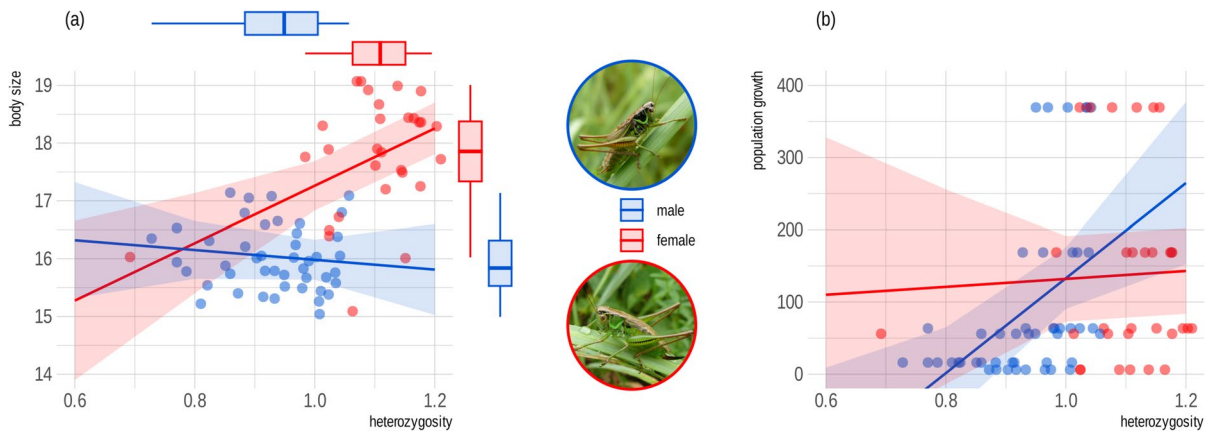 (a)
body size
19
18
17
16
15
14
0.6 0.8 1.0 1.2
heterozygosity
male
female
(b)
population growth
400
300
200
100
0
0.6 0.8 1.0 1.2
heterozygosity